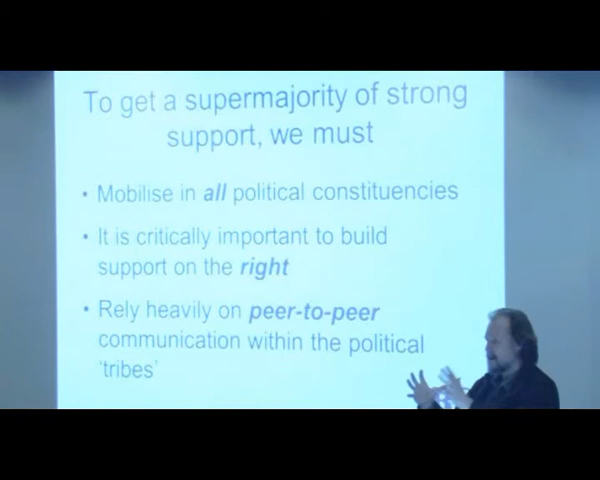 To get a supermajority of strong
support, we must
• Mobilise in all political constituencies
• It is critically important to build
support on the right
• Rely heavily on peer-to-peer
communication within the political
'tribes'